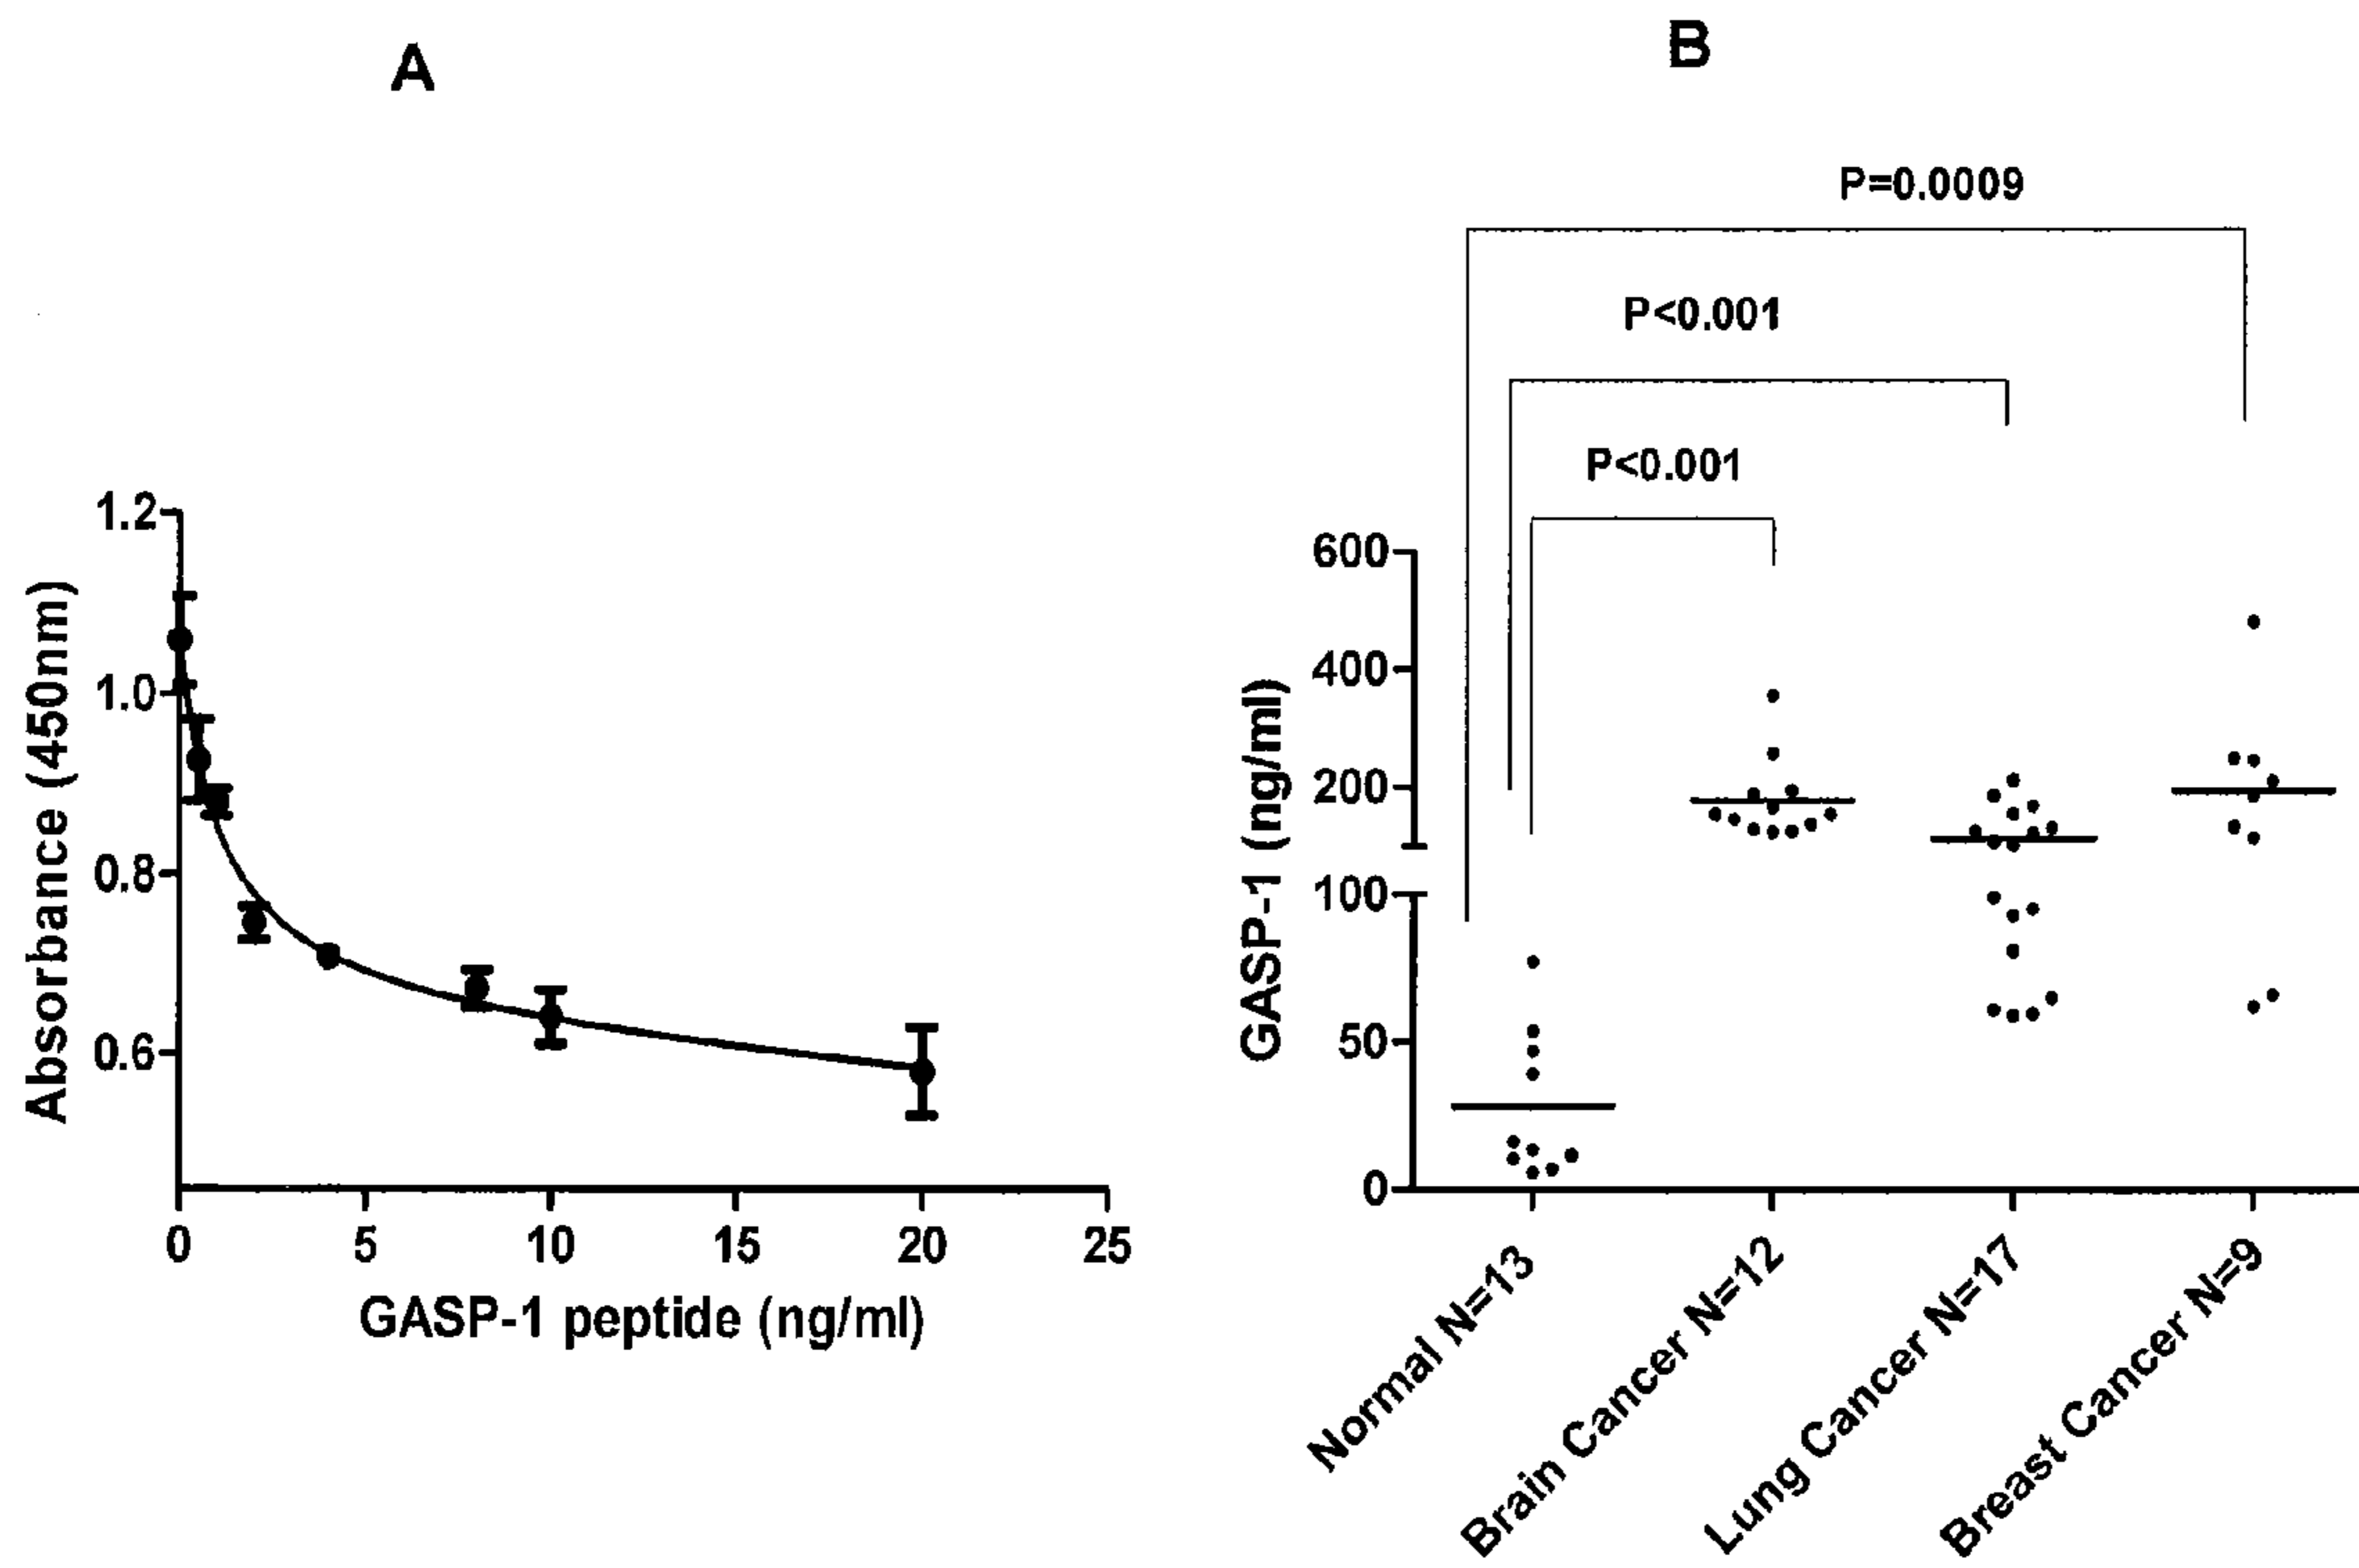 A
1.2
1.0
0.8
0.6
Absorbance (450nm)
0 5 10 15 20 25
GASP-1 peptide (ng/ml)
B
P=0.0009
P<0.001
P<0.001
600
400
200
100
50
0
GASP-1 (ng/ml)
Normal N=13
Brain Cancer N=12
Lung Cancer N=17
Breast Cancer N=9